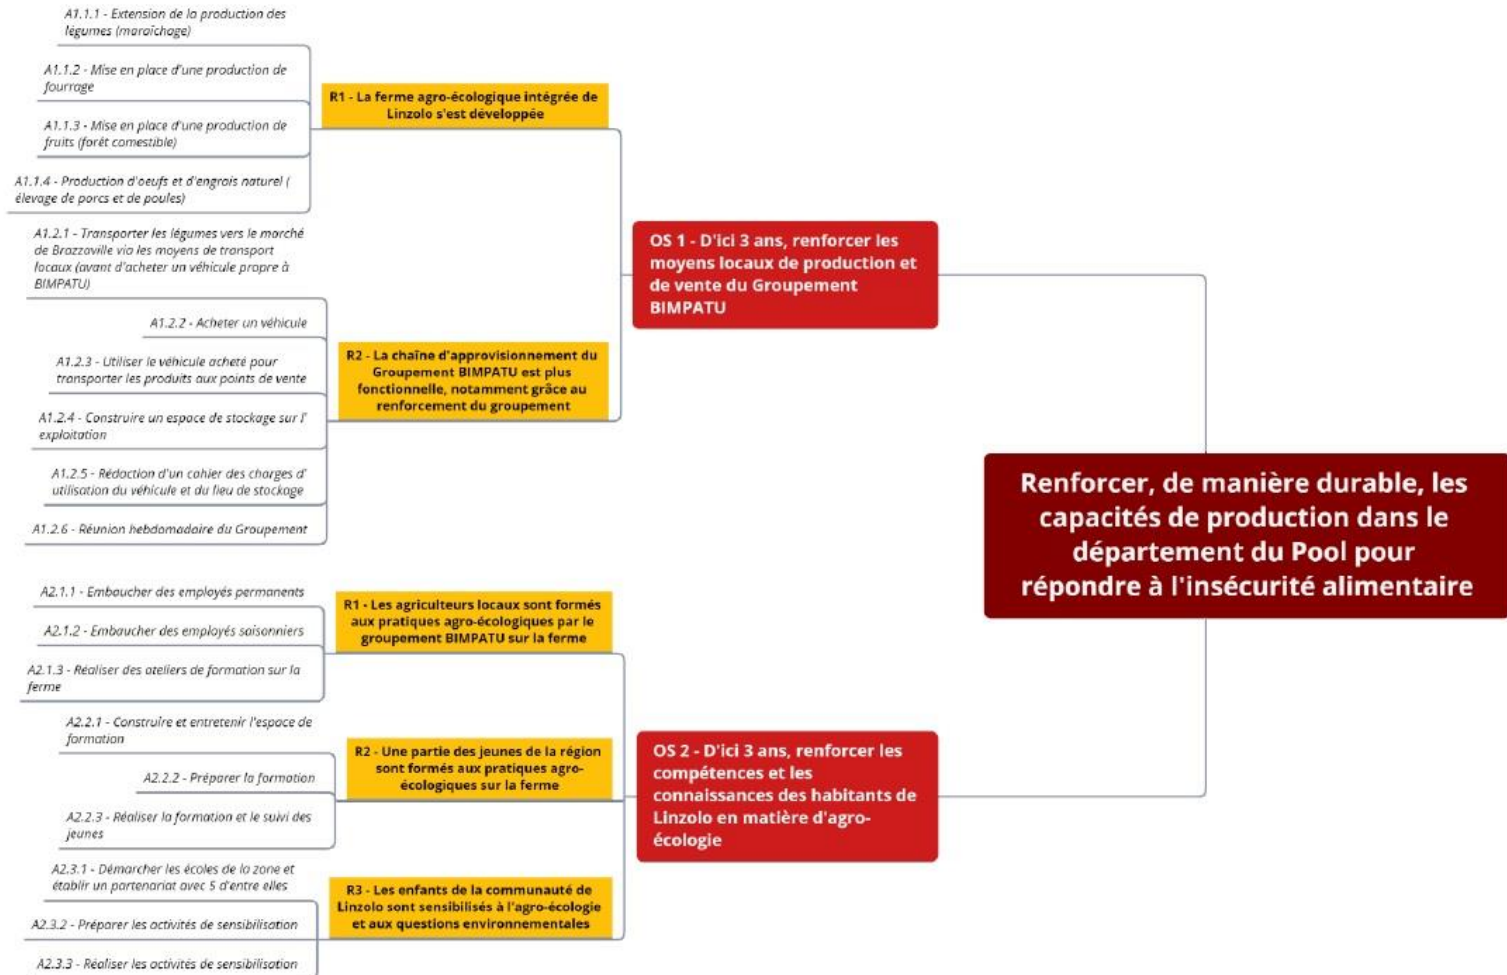 A1.1.1 - Extension de la production des
légumes (maraîchage)
A1.1.2 - Mise en place d'une production de
fourrage
A1.1.3 - Mise en place d'une production de
fruits (forêt comestible)
A1.1.4 - Production d'oeufs et d'engrais naturel (
élevage de porcs et de poules)
R1 - La ferme agro-écologique intégrée de
Linzolo s'est développée
A1.2.1 - Transporter les légumes vers le marché
de Brazzaville via les moyens de transport
locaux (avant d'acheter un véhicule propre à
BIMPATU)
A1.2.2 - Acheter un véhicule
A1.2.3 - Utiliser le véhicule acheté pour
transporter les produits aux points de vente
A1.2.4 - Construire un espace de stockage sur l'
exploitation
A1.2.5 - Rédaction d'un cahier des charges d'
utilisation du véhicule et du lieu de stockage
A1.2.6 - Réunion hebdomadaire du Groupement
R2 - La chaîne d'approvisionnement du
Groupement BIMPATU est plus
fonctionnelle, notamment grâce au
renforcement du groupement
OS 1 - D'ici 3 ans, renforcer les
moyens locaux de production et
de vente du Groupement
BIMPATU
A2.1.1 - Embaucher des employés permanents
A2.1.2 - Embaucher des employés saisonniers
A2.1.3 - Réaliser des ateliers de formation sur la
ferme
R1 - Les agriculteurs locaux sont formés
aux pratiques agro-écologiques par le
groupement BIMPATU sur la ferme
A2.2.1 - Construire et entretenir l'espace de
formation
A2.2.2 - Préparer la formation
A2.2.3 - Réaliser la formation et le suivi des
jeunes
R2 - Une partie des jeunes de la région
sont formés aux pratiques agro-
écologiques sur la ferme
A2.3.1 - Démarcher les écoles de la zone et
établir un partenariat avec 5 d'entre elles
A2.3.2 - Préparer les activités de sensibilisation
A2.3.3 - Réaliser les activités de sensibilisation
R3 - Les enfants de la communauté de
Linzolo sont sensibilisés à l'agro-écologie
et aux questions environnementales
OS 2 - D'ici 3 ans, renforcer les
compétences et les
connaissances des habitants de
Linzolo en matière d'agro-
écologie
Renforcer, de manière durable, les
capacités de production dans le
département du Pool pour
répondre à l'insécurité alimentaire